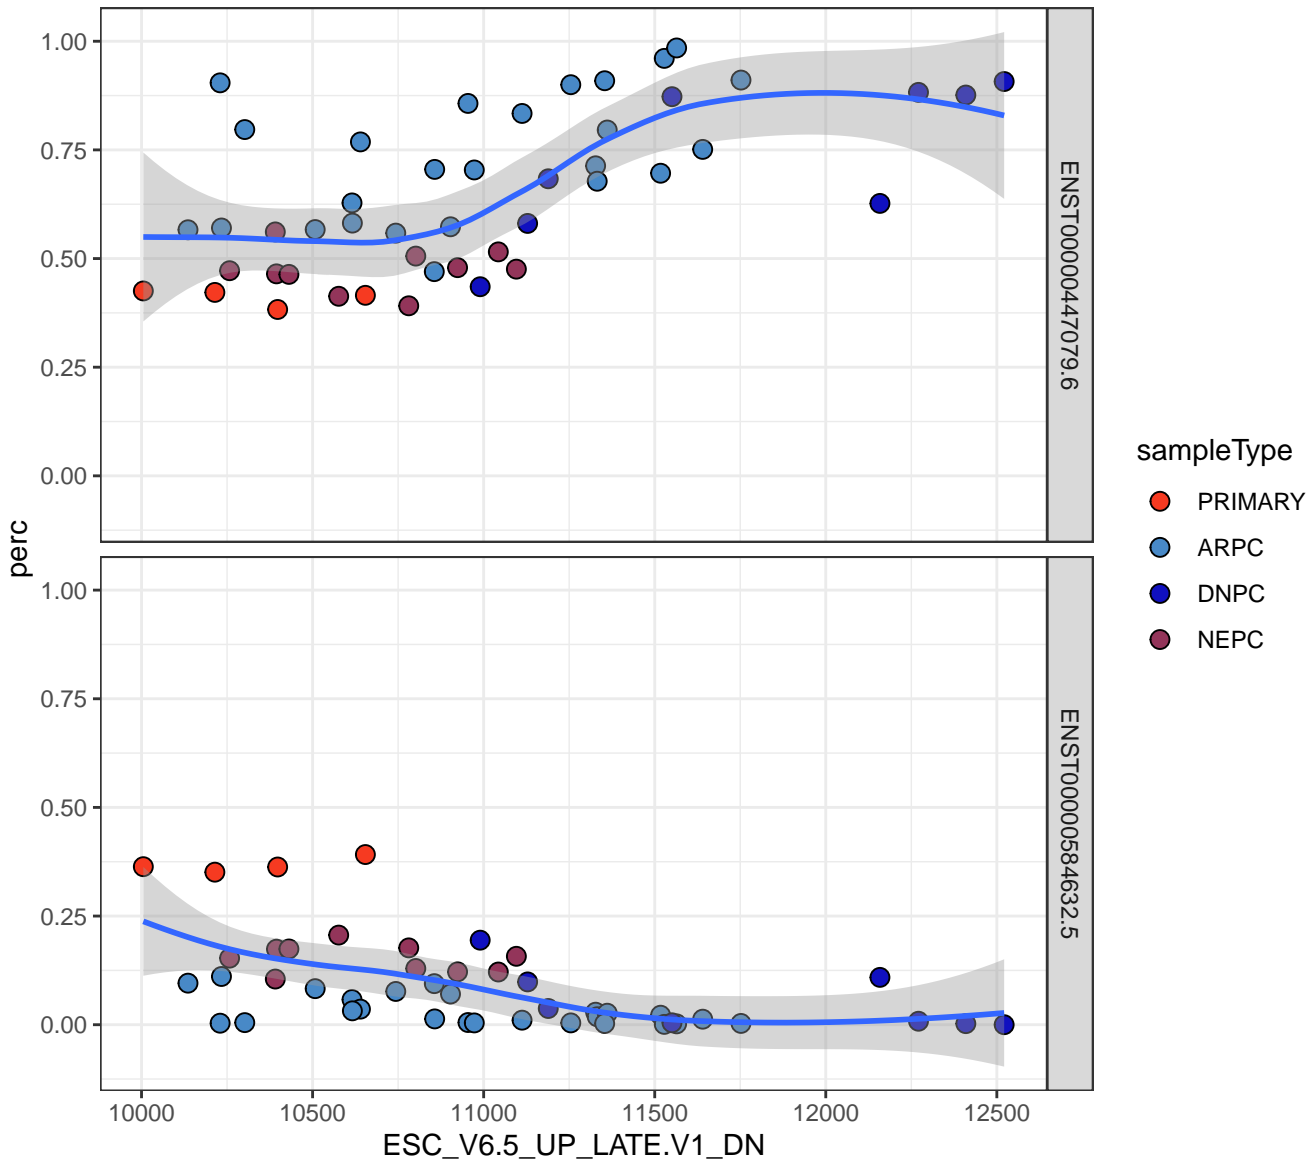 1.00
0.75
0.50
0.25
0.00
ENST00000447079.6
perc
1.00
0.75
0.50
0.25
0.00
ENST00000584632.5
10000
10500
11000
11500
12000
12500
ESC_V6.5_UP_LATE.V1_DN
sampleType
PRIMARY
ARPC
DNPC
NEPC